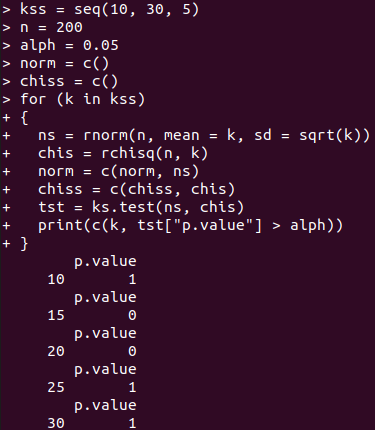 > kss = seq(10, 30, 5)
> n = 200
> alph = 0.05
> norm = c()
> chiss = c()
> for (k in kss)
+ {
+   ns = rnorm(n, mean = k, sd = sqrt(k))
+   chis = rchisq(n, k)
+   norm = c(norm, ns)
+   chiss = c(chiss, chis)
+   tst = ks.test(ns, chis)
+   print(c(k, tst["p.value"] > alph))
+ }
        p.value
     10       1
        p.value
     15       0
        p.value
     20       0
        p.value
     25       1
        p.value
     30       1